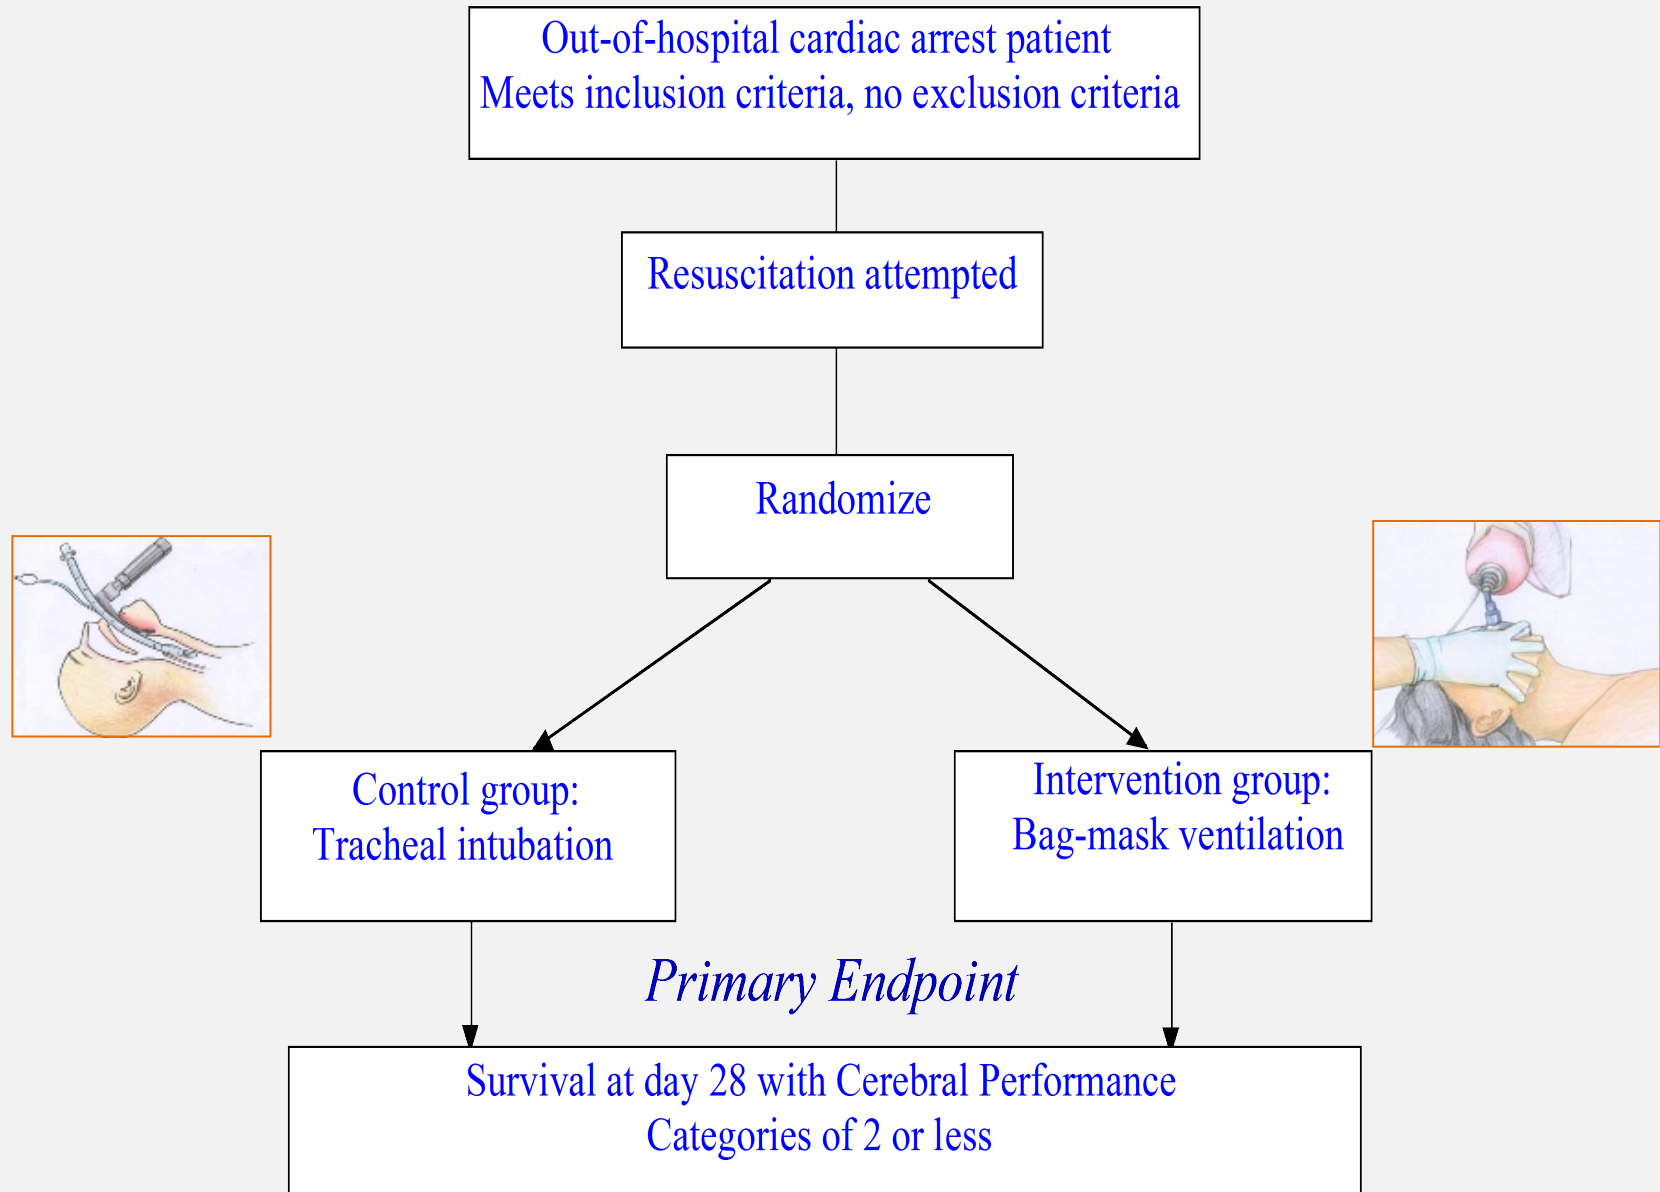 Out-of-hospital cardiac arrest patient
Meets inclusion criteria, no exclusion criteria
Resuscitation attempted
Randomize
Control group:
Tracheal intubation
Intervention group:
Bag-mask ventilation
Primary Endpoint
Survival at day 28 with Cerebral Performance
Categories of 2 or less